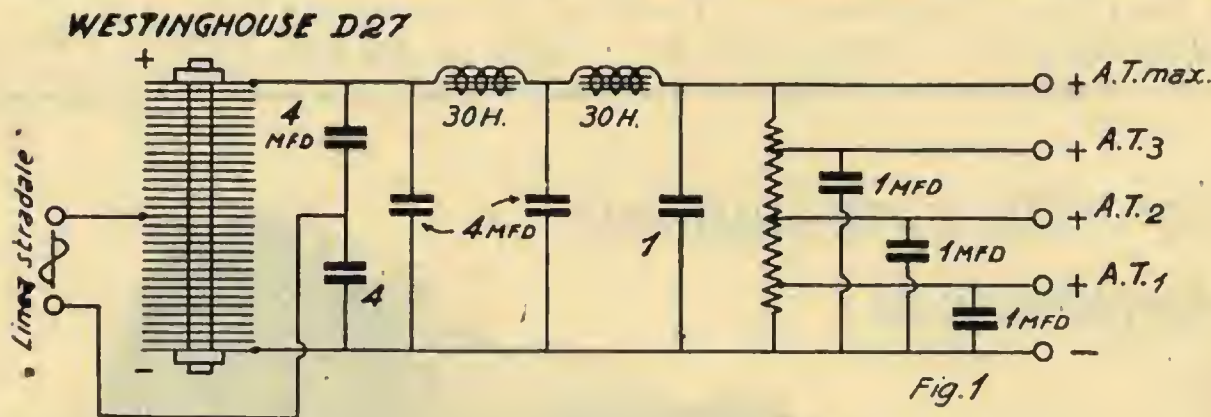 WESTINGHOUSE D27
+
4
MFD
30H.
30H.
+ A.T. max.
+ A.T.3
1MFD
+ A.T.2
4MFD
1
1MFD
+ A.T.1
4
1MFD
-
-
"Linea stradale"
Fig.1